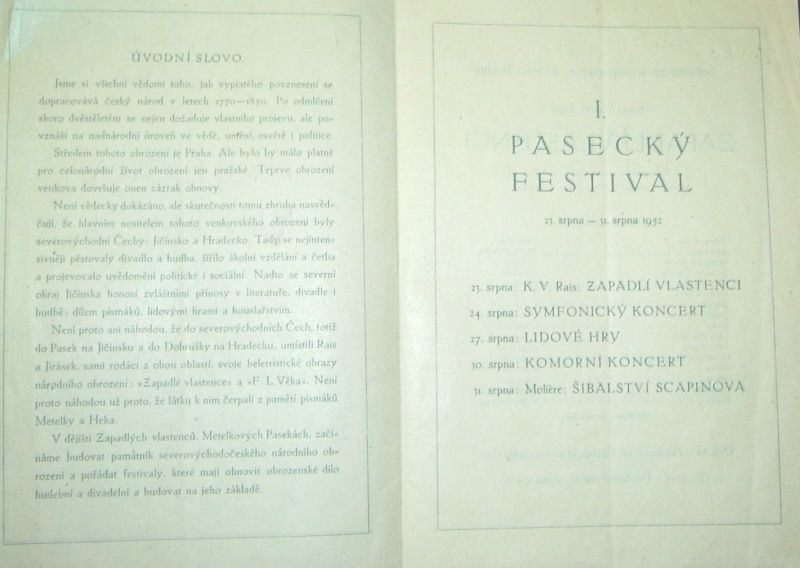 ÚVODNÍ SLOVO.
Jsme si všichni vědomi toho, jak vypjatého povznesení se
dopracovává český národ v letech 1770—1850. Po odmlčení
skoro dvěstěletém se nejen dožaduje vlastního projevu, ale po-
vznáší na nadnárodní úroveň ve vědě, umění, osvětě i politice.
Středem tohoto obrození je Praha. Ale bylo by málo platné
pro celonárodní život obrození jen pražské. Teprve obrození
venkova dovršuje onen zázrak obnovy.
Není vědecky dokázáno, ale skutečnosti tomu zhruba nasvěd-
čují, že hlavním nositelem tohoto venkovského obrození byly
severovýchodní Čechy: Jičínsko a Hradecko. Tady se nejinten-
sivněji pěstovaly divadlo a hudba, šířilo školní vzdělání a četba
a projevovalo uvědomění politické i sociální. Nadto se severní
okraj Jičínska honosí zvláštními přínosy v literatuře, divadle i
hudbě: dílem písmáků, lidovými hrami a houslařstvím.
Není proto ani náhodou, že do severovýchodních Čech, totiž
do Pasek na Jičínsku a do Dobrušky na Hradecku, umístili Rais
a Jirásek, sami rodáci z obou oblastí, svoje beletristické obrazy
národního obrození: »Zapadlé vlastence« a »F. L. Věka«. Není
proto náhodou už proto, že látku k nim čerpali z pamětí písmáků
Metelky a Heka.
V dějišti Zapadlých vlastenců, Metelkových Pasekách, začí-
náme budovat památník severovýchodočeského národního ob-
rození a pořádat festivaly, které mají obnovit obrozenské dílo
hudební a divadelní a budovat na jeho základě.
I.
PASECKÝ
FESTIVAL
23. srpna — 31. srpna 1952
23. srpna: K. V. Rais: ZAPADLÍ VLASTENCI
24. srpna: SYMFONICKÝ KONCERT
27. srpna: LIDOVÉ HRY
30. srpna: KOMORNÍ KONCERT
31. srpna: Molière: ŠIBALSTVÍ SCAPINOVA